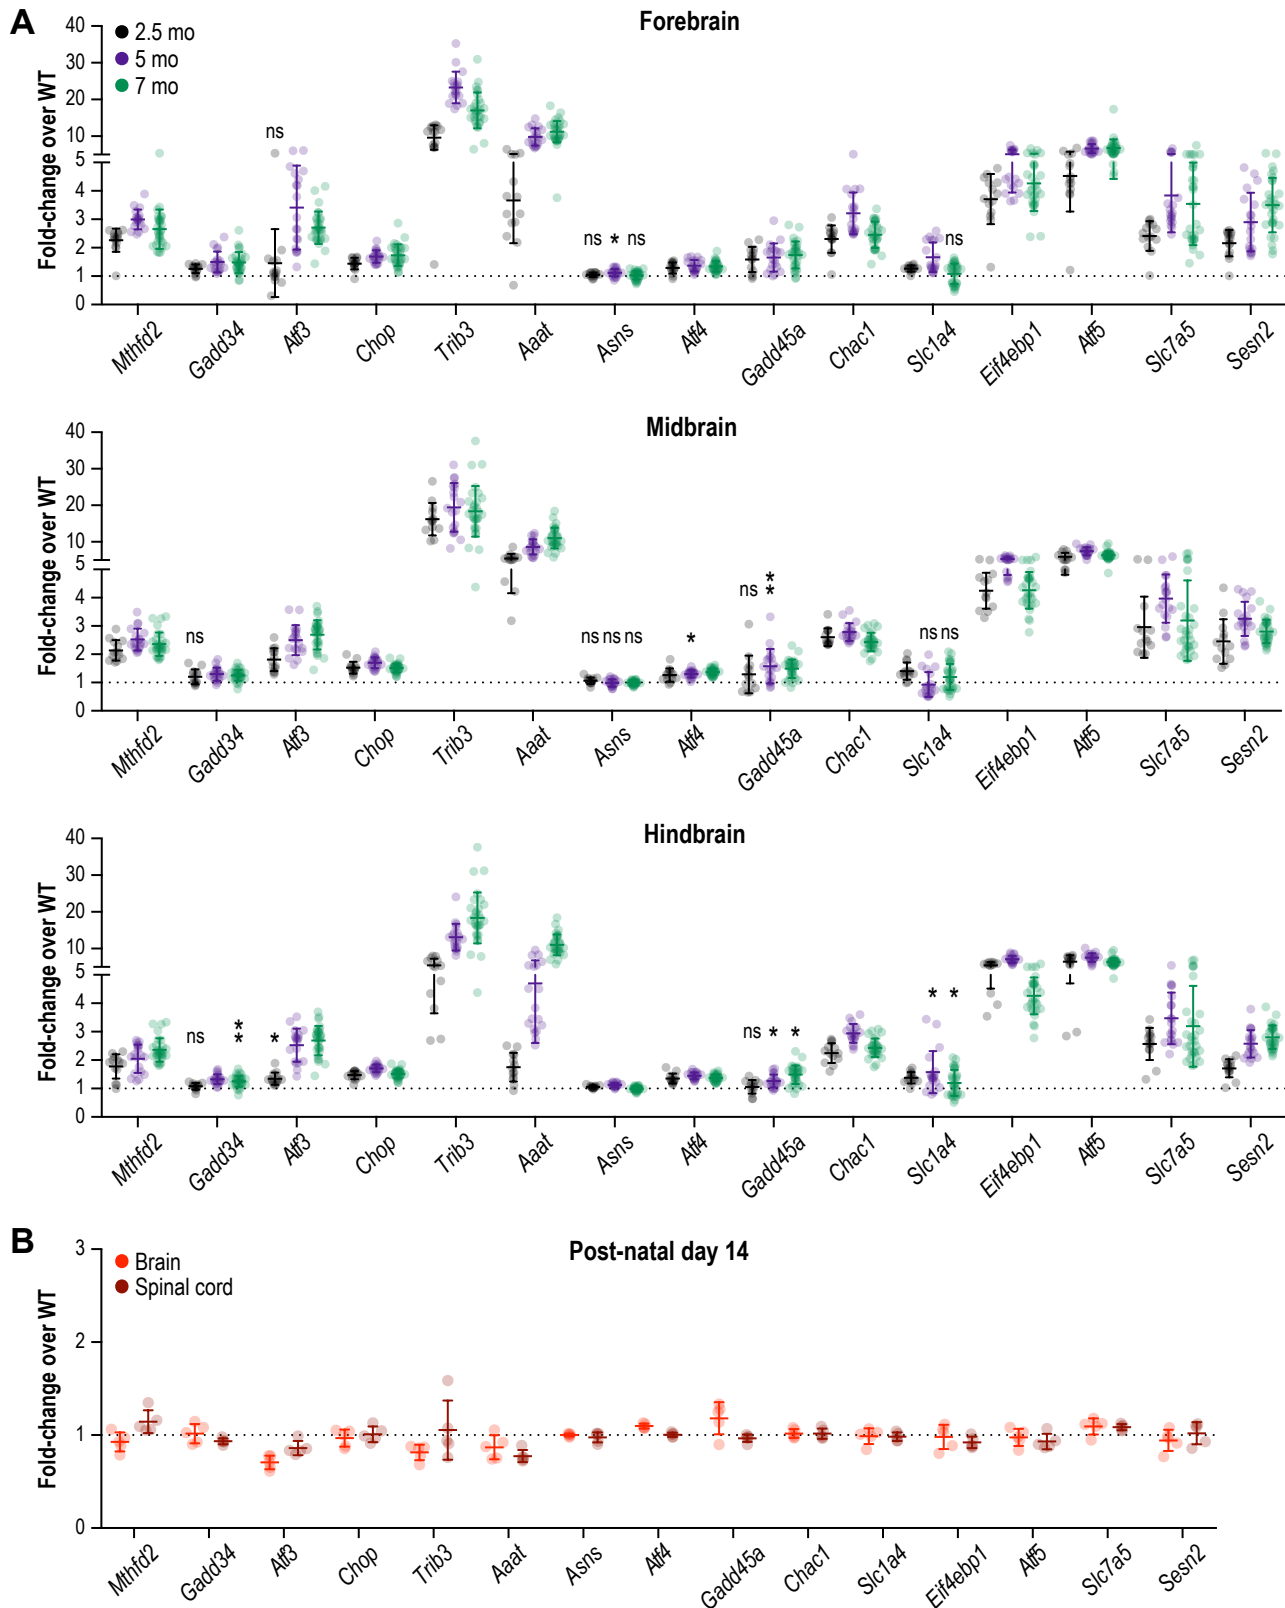 A
Forebrain
2.5 mo
5 mo
7 mo
Fold-change over WT
40
30
20
10
5
4
3
2
1
0
ns
ns * ns
ns
Mthfd2 Gadd34 Atf3 Chop Trib3 Aaat Asns Atf4 Gadd45a Chac1 Slc1a4 Eif4ebp1 Atf5 Slc7a5 Sesn2
Midbrain
Fold-change over WT
40
30
20
10
5
4
3
2
1
0
ns
ns ns ns
*
ns **
ns ns
Mthfd2 Gadd34 Atf3 Chop Trib3 Aaat Asns Atf4 Gadd45a Chac1 Slc1a4 Eif4ebp1 Atf5 Slc7a5 Sesn2
Hindbrain
Fold-change over WT
40
30
20
10
5
4
3
2
1
0
ns **
*
ns * *
* *
Mthfd2 Gadd34 Atf3 Chop Trib3 Aaat Asns Atf4 Gadd45a Chac1 Slc1a4 Eif4ebp1 Atf5 Slc7a5 Sesn2
B
Post-natal day 14
Brain
Spinal cord
Fold-change over WT
3
2
1
0
Mthfd2 Gadd34 Atf3 Chop Trib3 Aaat Asns Atf4 Gadd45a Chac1 Slc1a4 Eif4ebp1 Atf5 Slc7a5 Sesn2